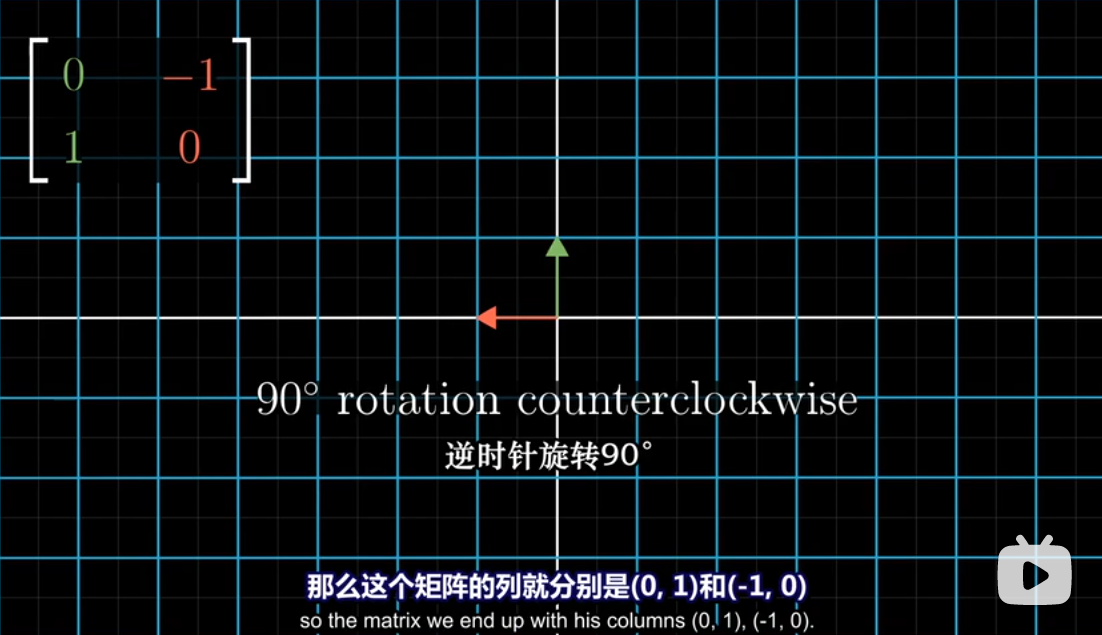 0 −1
1 0
90° rotation counterclockwise
逆时针旋转90°
那么这个矩阵的列就分别是(0, 1)和(-1, 0)
so the matrix we end up with his columns (0, 1), (-1, 0).